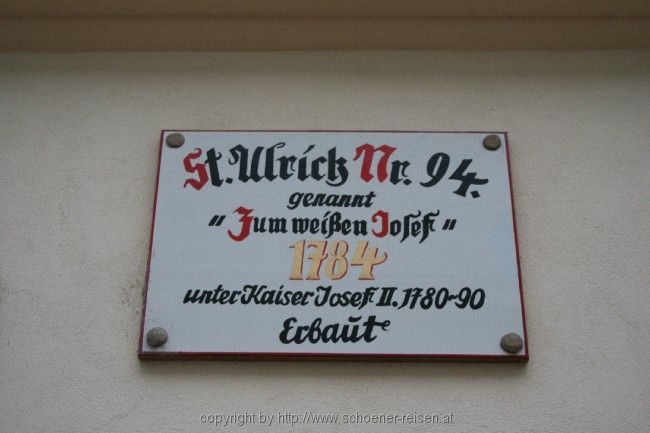 St. Ulrich Nr. 94.
genannt
"Zum weißen Josef"
1784
unter Kaiser Josef II. 1780-90
Erbaut
copyright by http://www.schoener-reisen.at